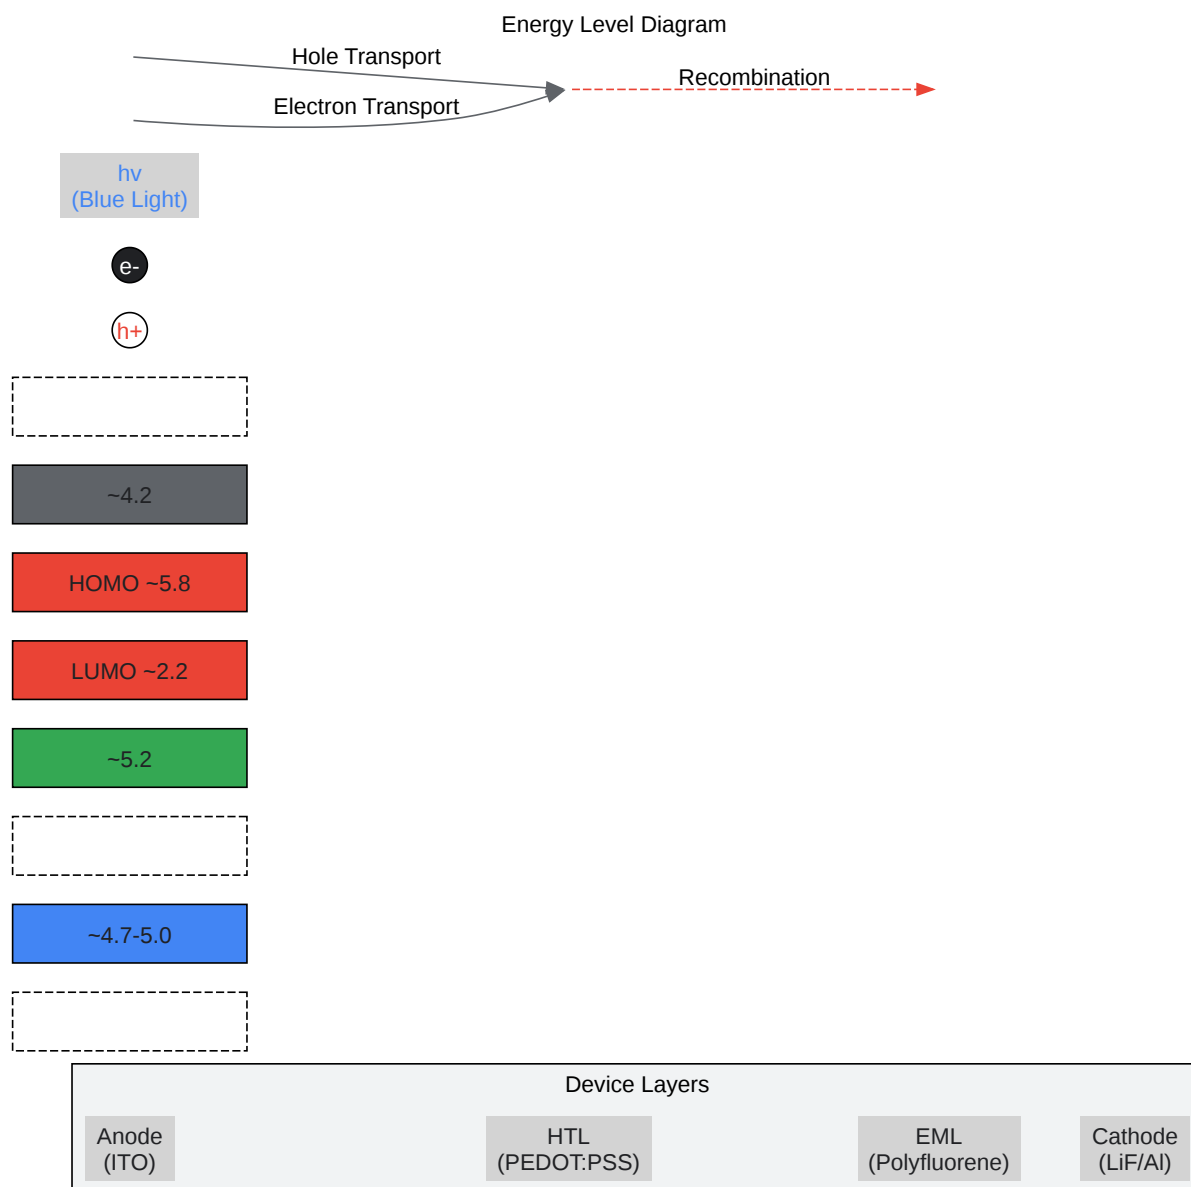 Energy Level Diagram
Hole Transport
Recombination
Electron Transport
hv
(Blue Light)
e-
h+
~4.2
HOMO ~5.8
LUMO ~2.2
~5.2
~4.7-5.0
Device Layers
Anode
(ITO)
HTL
(PEDOT:PSS)
EML
(Polyfluorene)
Cathode
(LiF/Al)